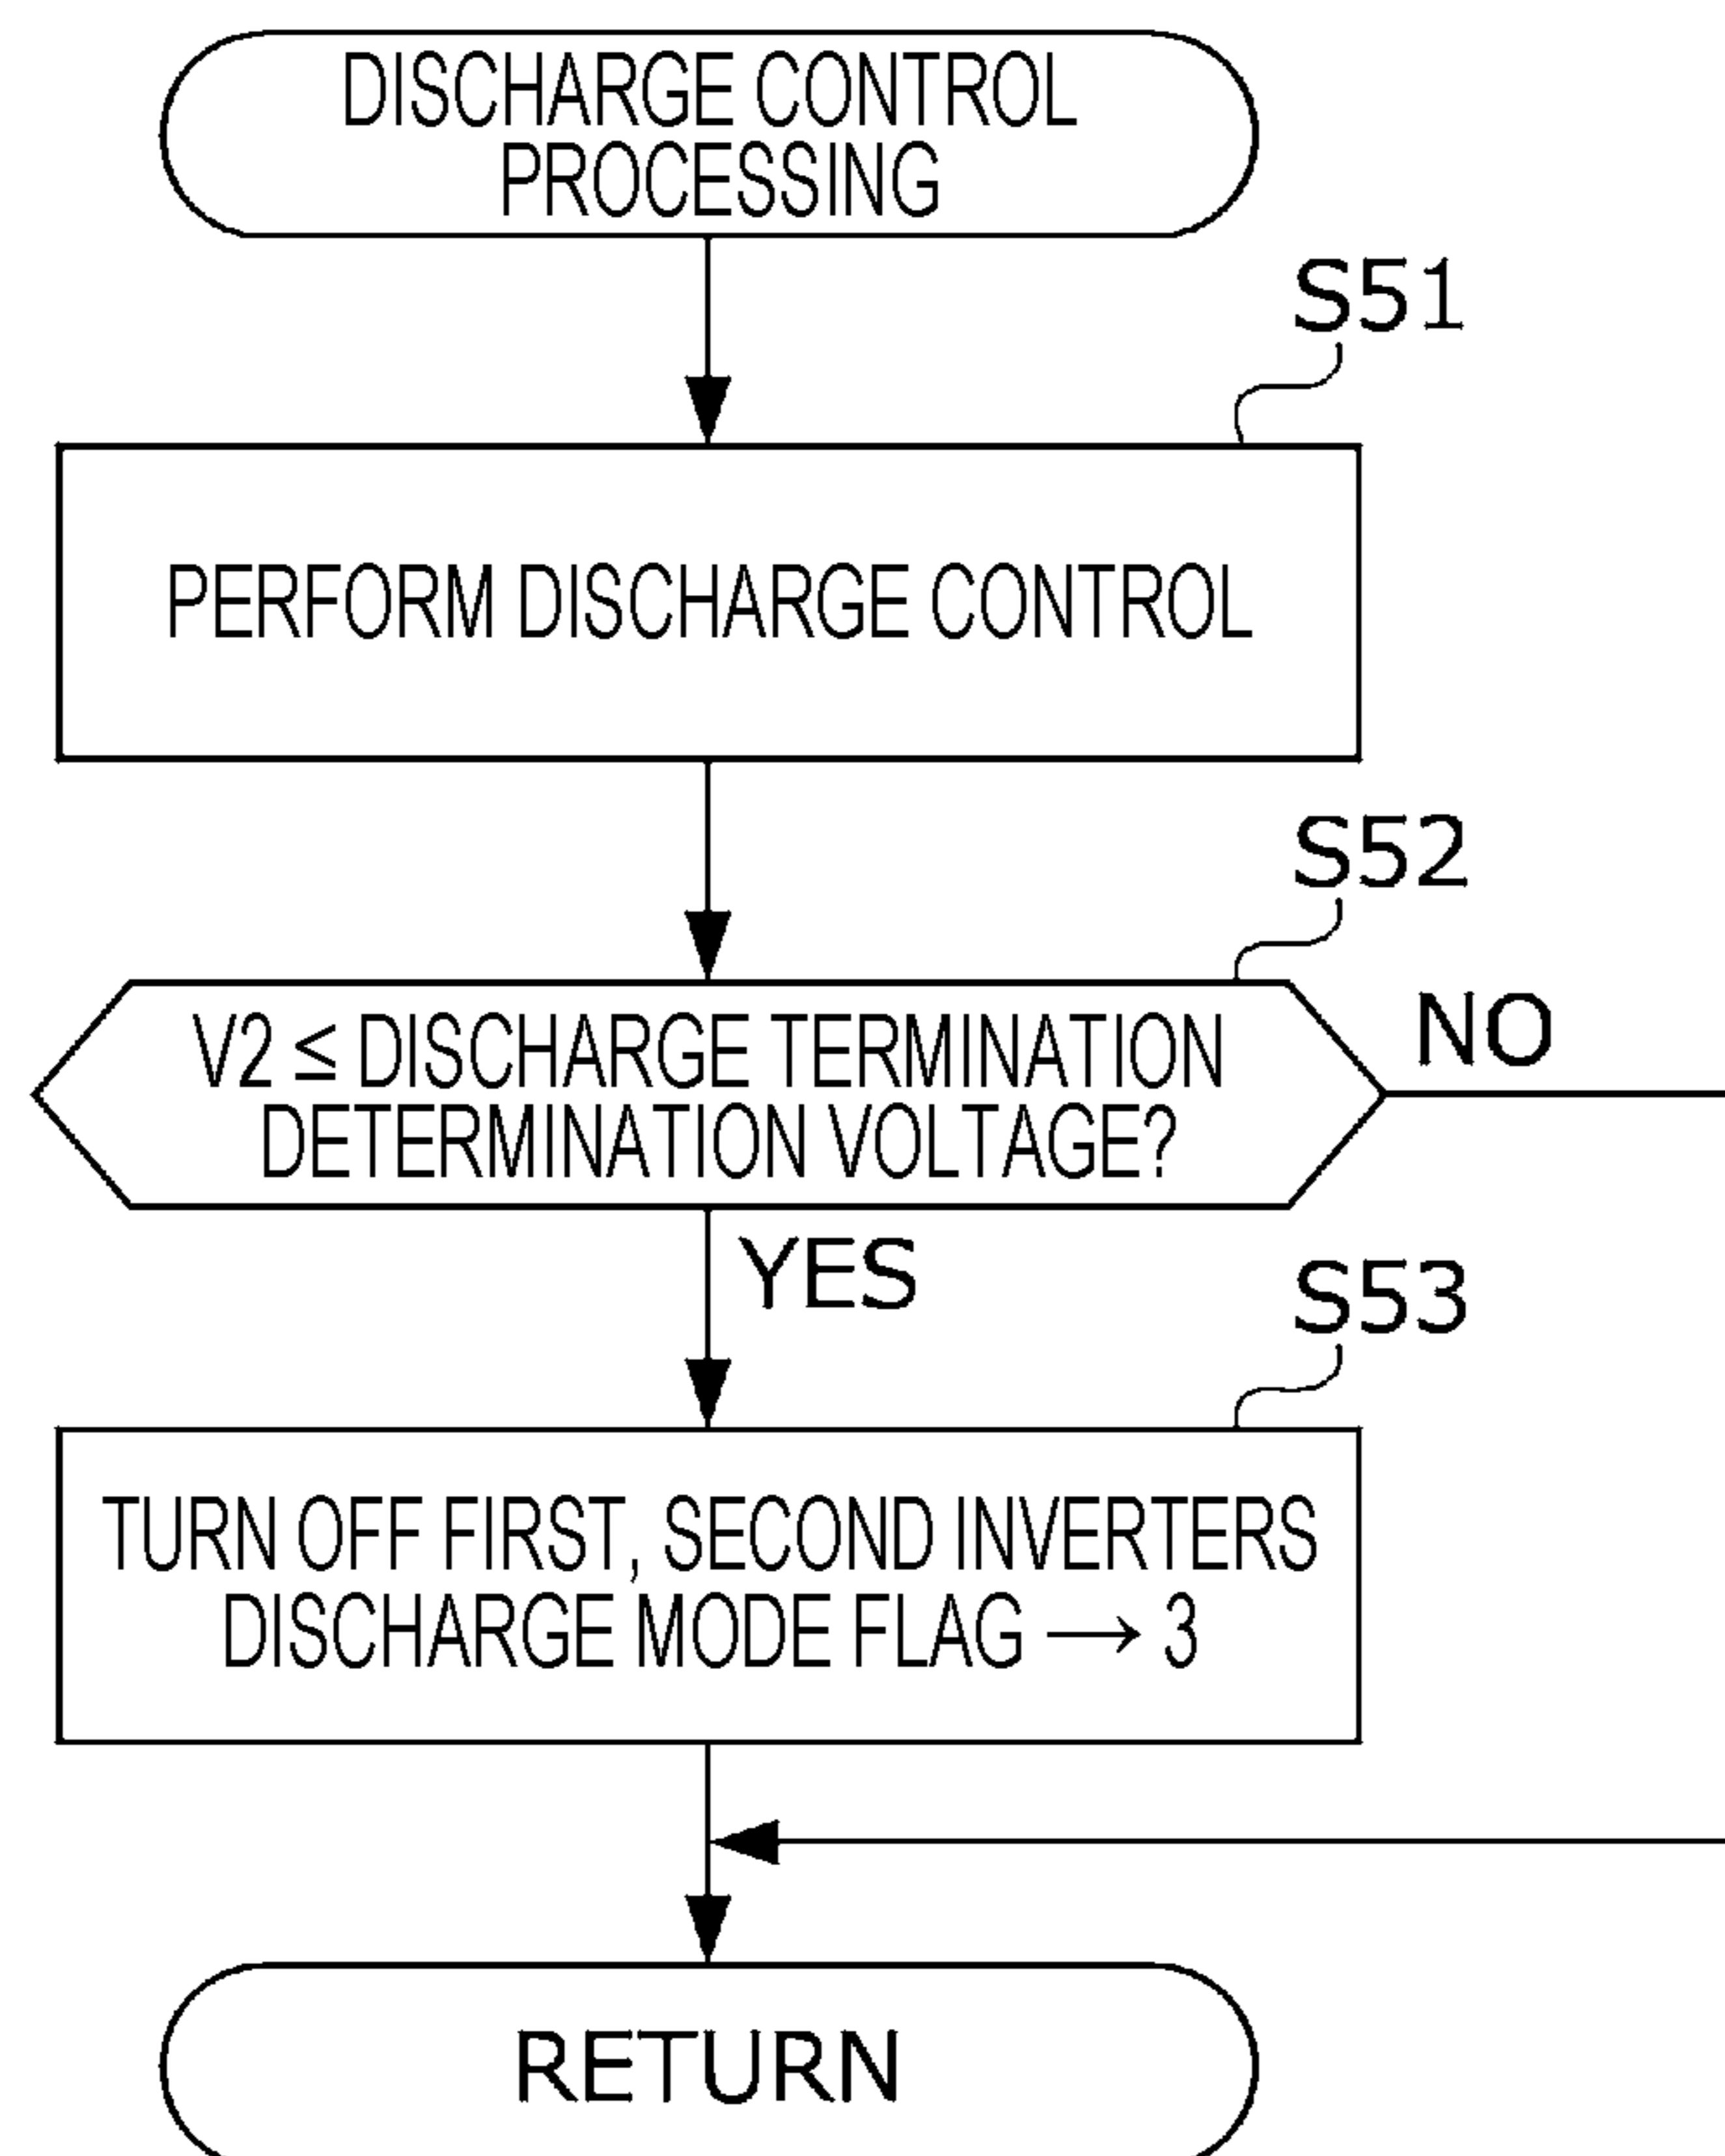 DISCHARGE CONTROL
PROCESSING
S51
PERFORM DISCHARGE CONTROL
S52
V2 ≤ DISCHARGE TERMINATION
DETERMINATION VOLTAGE?
NO
YES
S53
TURN OFF FIRST, SECOND INVERTERS
DISCHARGE MODE FLAG → 3
RETURN